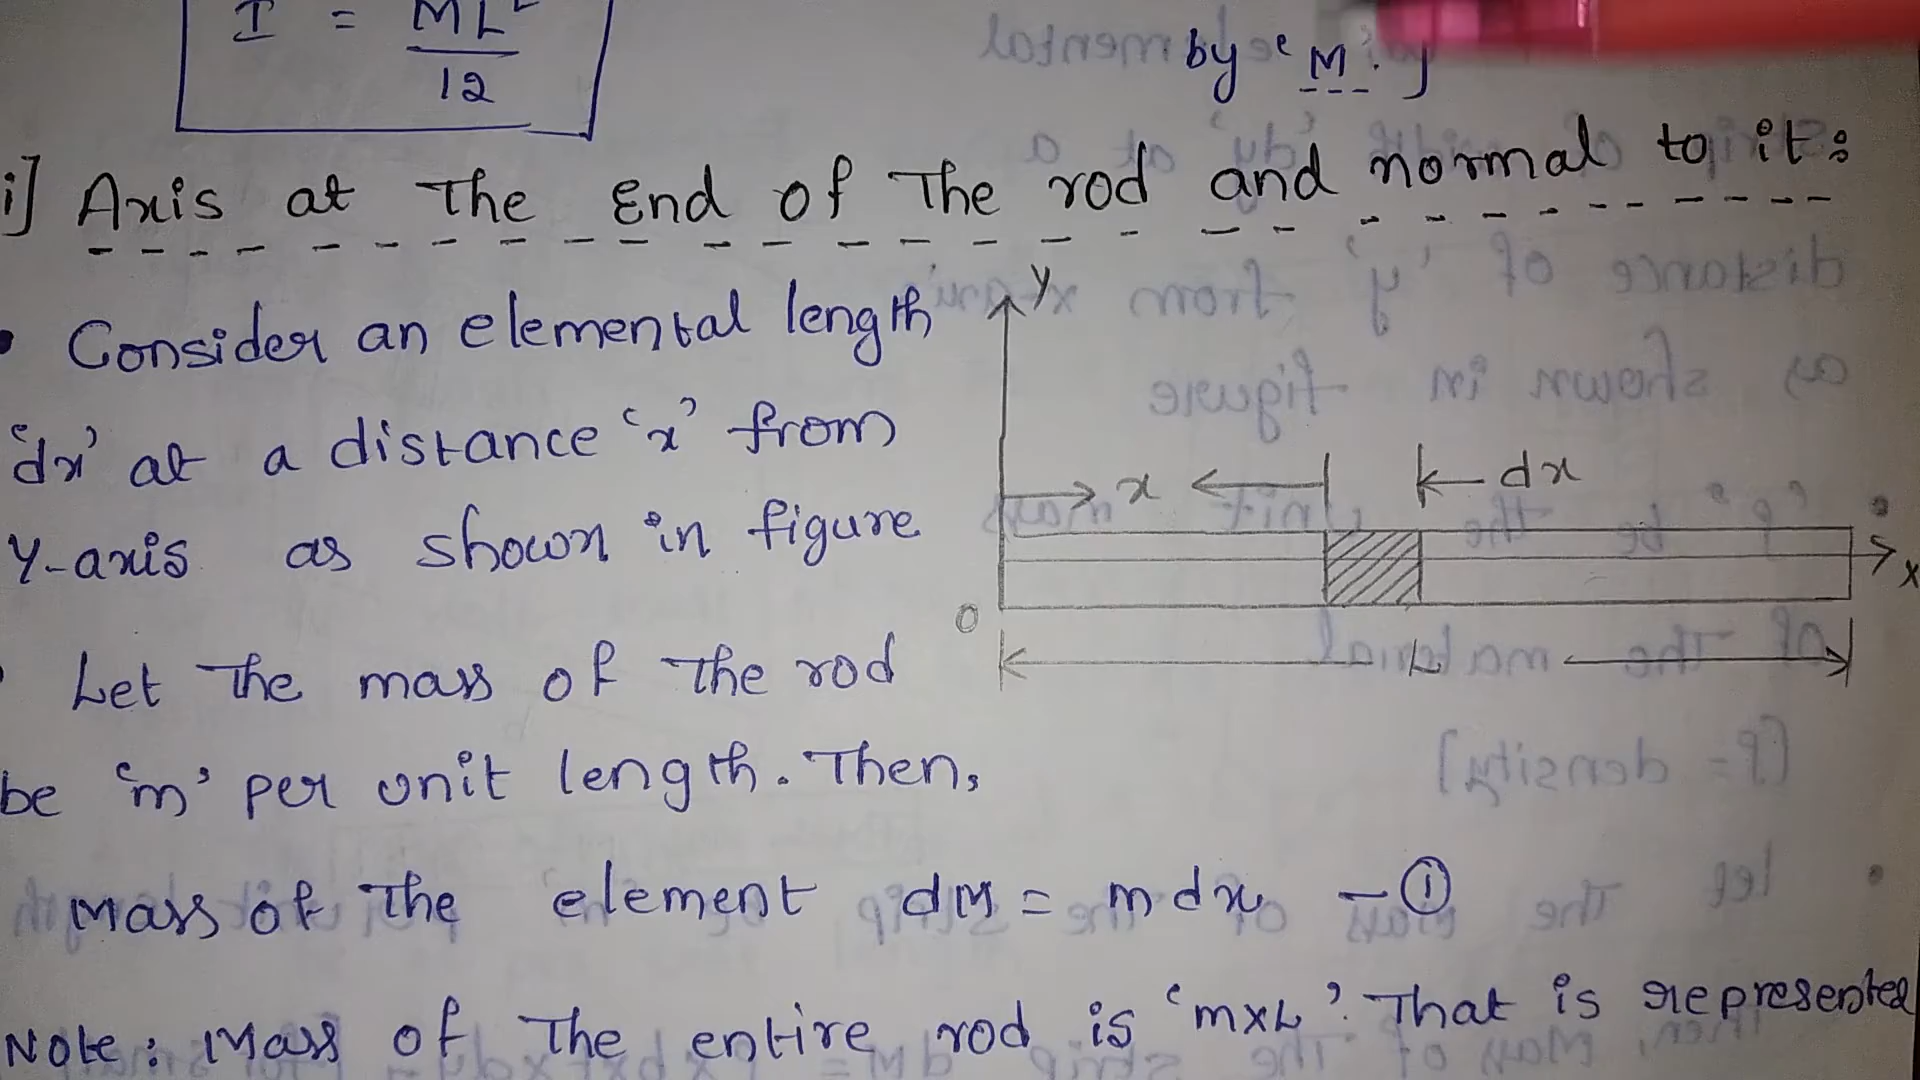 I = ML²
12
by 'M'.]
i] Axis at The End of The rod and normal to it:
• Consider an elemental length
'dx' at a distance 'x' from
Y-axis as shown in figure
Let The mass of The rod
be 'm' per unit length. Then,
Mass of The element dM = m dx -①
Note: Mass of The entire rod is 'mxL'. That is represented
Y
x
dx
X
O
L